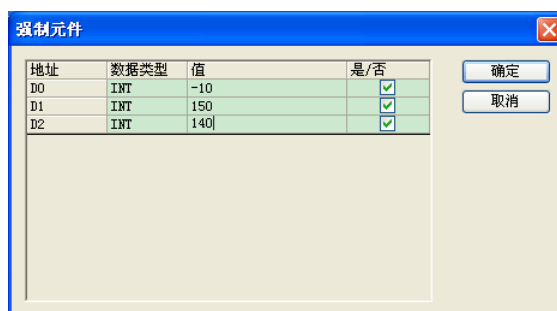 强制元件
地址 数据类型 值 是/否
D0 INT -10
D1 INT 150
D2 INT 140
确定
取消